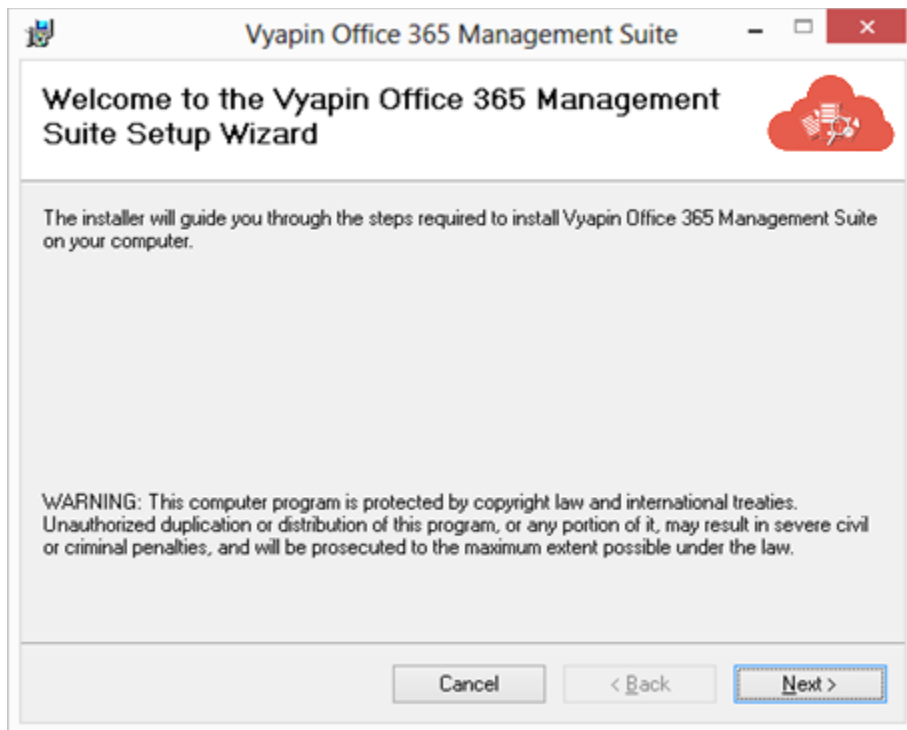 Vyapin Office 365 Management Suite
Welcome to the Vyapin Office 365 Management
Suite Setup Wizard
The installer will guide you through the steps required to install Vyapin Office 365 Management Suite
on your computer.
WARNING: This computer program is protected by copyright law and international treaties.
Unauthorized duplication or distribution of this program, or any portion of it, may result in severe civil
or criminal penalties, and will be prosecuted to the maximum extent possible under the law.
Cancel < Back Next >